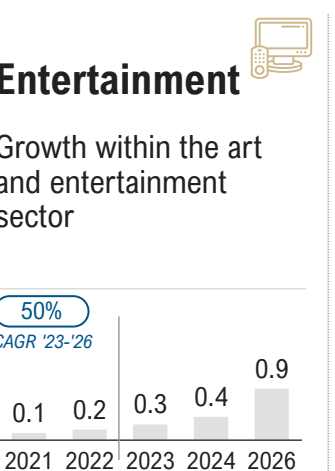 Entertainment
Growth within the art
and entertainment
sector
50%
CAGR '23-'26
0.1 0.2 0.3 0.4 0.9
2021 2022 2023 2024 2026